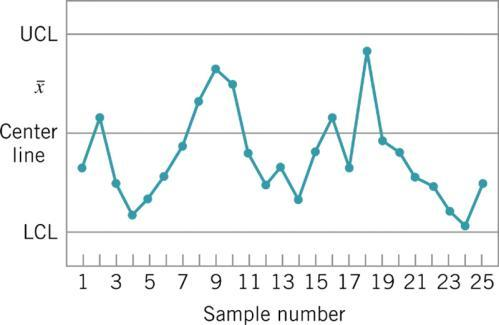 UCL
x̄
Center
line
LCL
1 3 5 7 9 11 13 15 17 19 21 23 25
Sample number